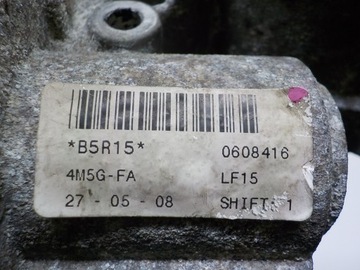 *B5R15* 0608416
4M5G-FA LF15
27 - 05 - 08 SHIFT: 1